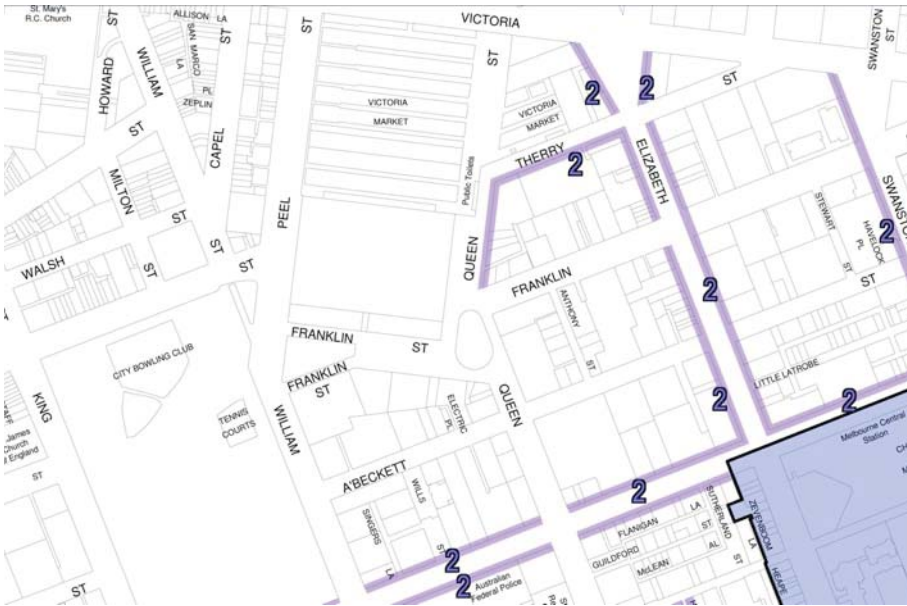 St. Mary's
R.C. Church
ALLISON LA
ST
ST
VICTORIA
ST
SWANSTON
ST
HOWARD
WILLIAM
SAN MARCO
LA
PL
ZEPLIN
CAPEL
VICTORIA
MARKET
ST
2
2
ST
VICTORIA
MARKET
ST
MILTON
THERRY
2
ELIZABETH
Public Toilets
PEEL
ST
ST
WALSH
ST
ST
QUEEN
FRANKLIN
STEWART
ST
HAVELOCK
PL
SWANSTON
2
ST
2
ANTHONY
ST
FRANKLIN
ST
CITY BOWLING CLUB
FRANKLIN
ST
LITTLE LATROBE
2
2
KING
TENNIS
COURTS
WILLIAM
ELECTRIC
PL
QUEEN
James
Church
England
ST
Melbourne Central
Station
CH
M
A'BECKETT
WILLS
ST
SINGERS
LA
2
FLANIGAN LA
SUTHERLAND
ST
ZEVENBOOM
LA
GUILDFORD ST
McLEAN AL
HEAPE
2
2
Australian
Federal Police
ST
Re
ST